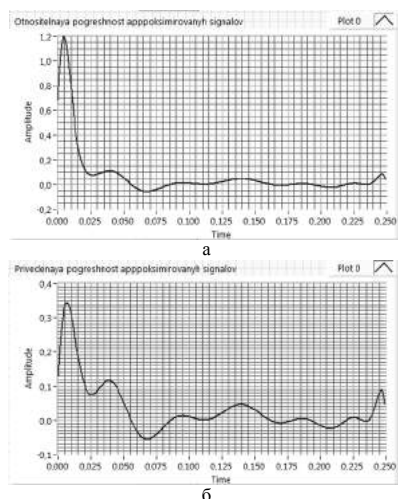 Otnositelnaya pogreshnost apppoksimirovanyh signalov Plot 0
1,2
1,0
0,8
0,6
0,4
0,2
0,0
-0,2
Amplitude
0.000 0.025 0.050 0.075 0.100 0.125 0.150 0.175 0.200 0.225 0.250
Time
а
Privedenaya pogreshnost apppoksimirovanyh signalov Plot 0
0,4
0,3
0,2
0,1
0,0
-0,1
Amplitude
0.000 0.025 0.050 0.075 0.100 0.125 0.150 0.175 0.200 0.225 0.250
Time
б